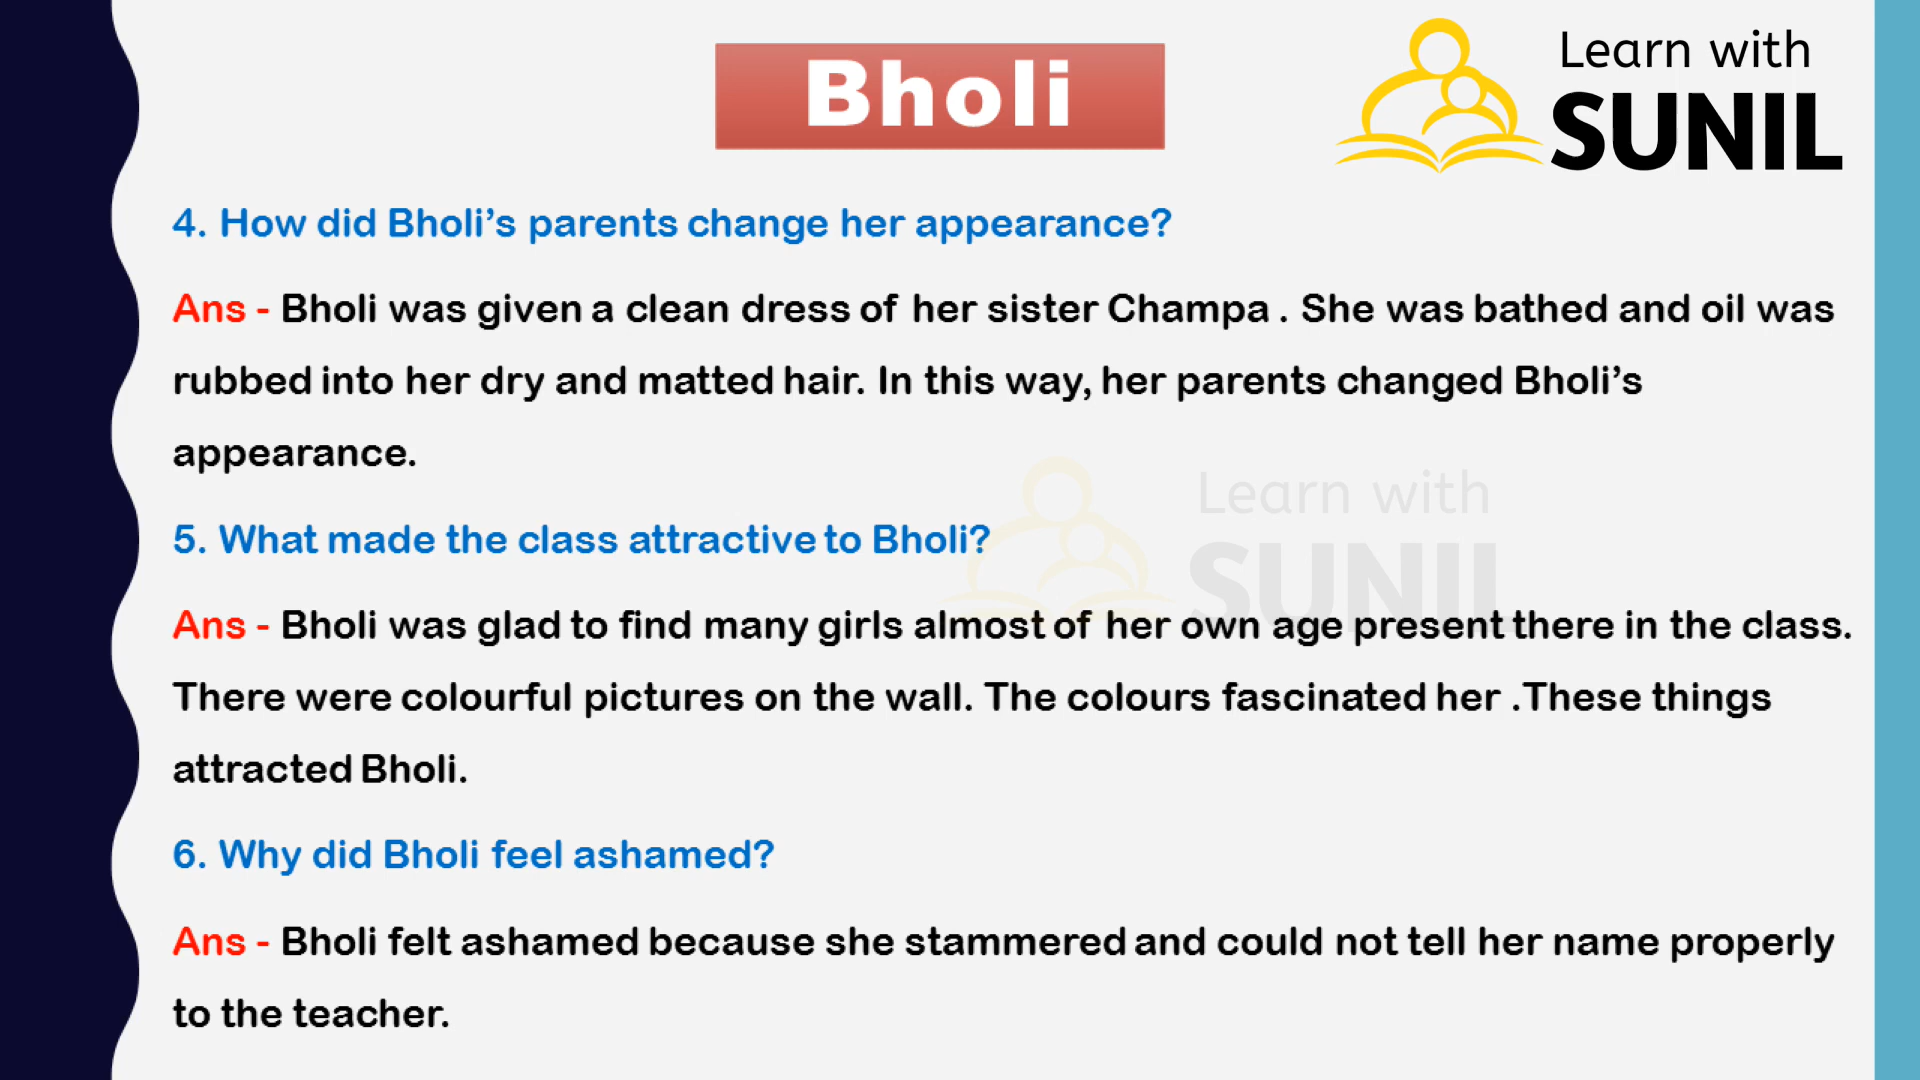 Bholi
Learn with
SUNIL
4. How did Bholi’s parents change her appearance?
Ans - Bholi was given a clean dress of her sister Champa . She was bathed and oil was
rubbed into her dry and matted hair. In this way, her parents changed Bholi’s
appearance.
Learn with
SUNIL
5. What made the class attractive to Bholi?
Ans - Bholi was glad to find many girls almost of her own age present there in the class.
There were colourful pictures on the wall. The colours fascinated her .These things
attracted Bholi.
6. Why did Bholi feel ashamed?
Ans - Bholi felt ashamed because she stammered and could not tell her name properly
to the teacher.